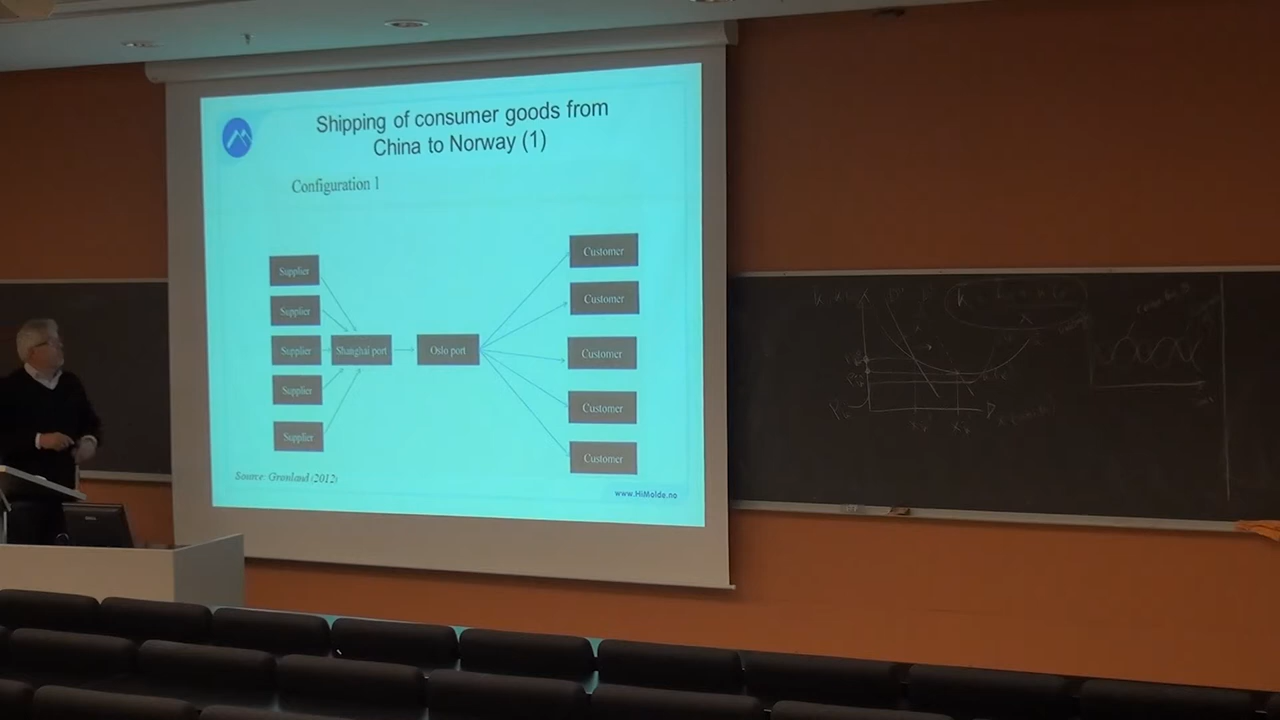 Shipping of consumer goods from
China to Norway (1)
Configuration 1
Supplier
Supplier
Supplier
Supplier
Supplier
Shanghai port
Oslo port
Customer
Customer
Customer
Customer
Customer
Source: Grønland (2012)
www.HiMolde.no